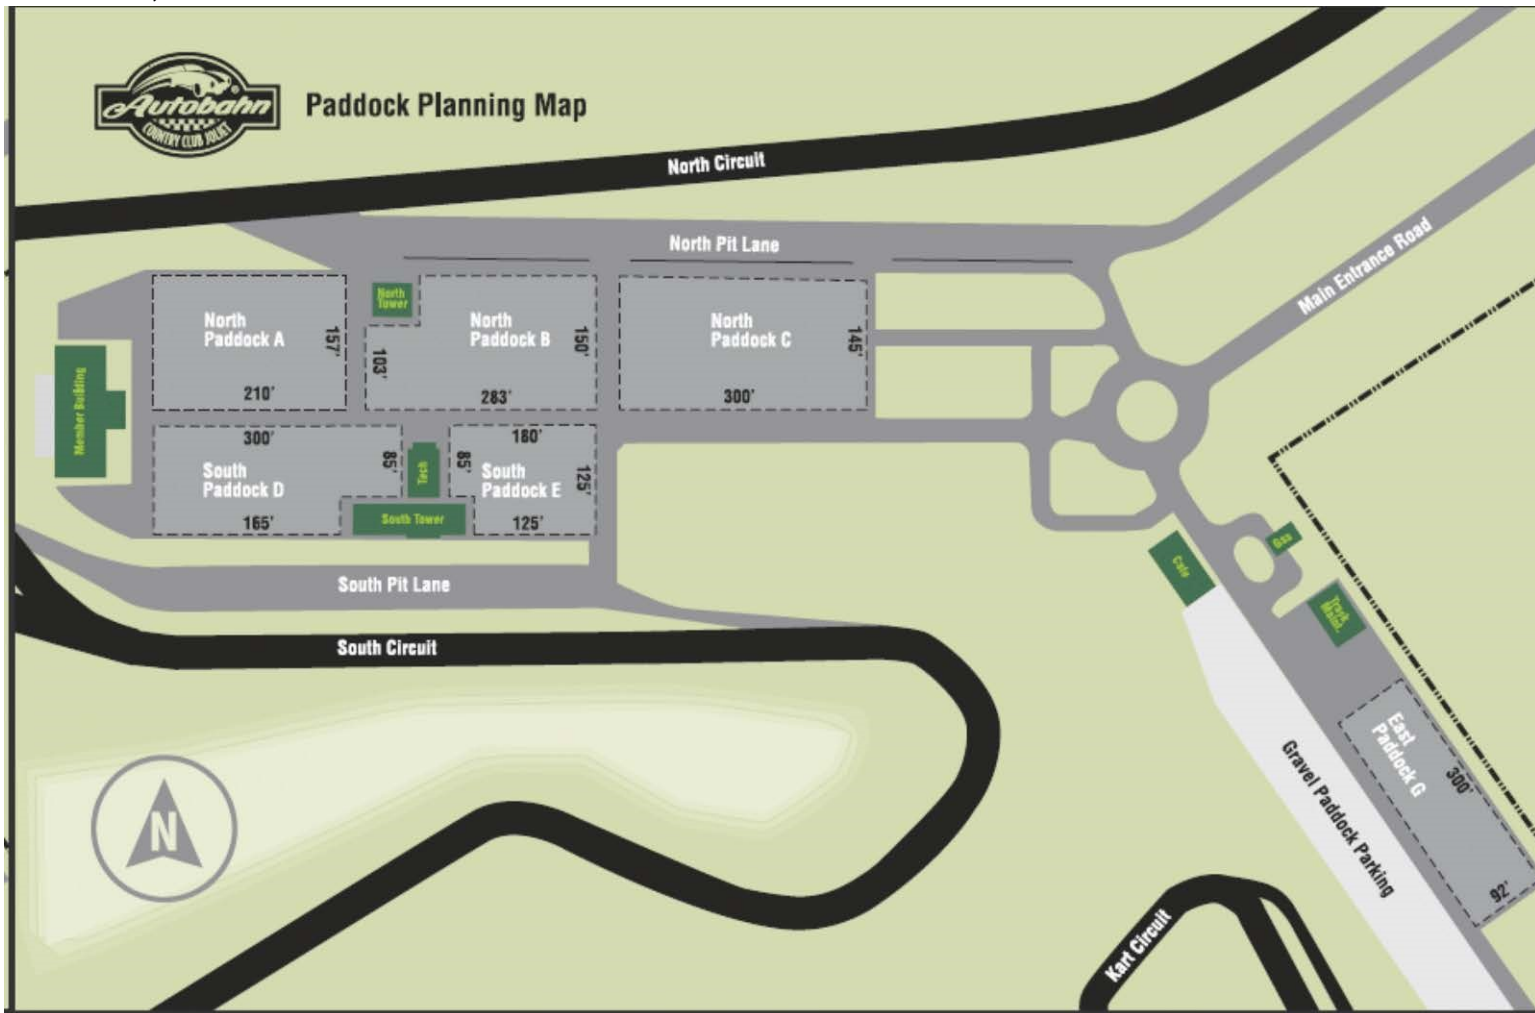 Autobahn
COUNTRY CLUB JOLIET
Paddock Planning Map
North Circuit
North Pit Lane
Main Entrance Road
North
Tower
North
Paddock A
157'
210'
103'
North
Paddock B
150'
283'
North
Paddock C
145'
300'
Member Building
300'
South
Paddock D
85'
165'
Tech
South Tower
180'
85'
South
Paddock E
125'
125'
South Pit Lane
South Circuit
Cafe
Gas
Track
Maint.
East
Paddock G
300'
92'
Gravel Paddock Parking
Kart Circuit
N